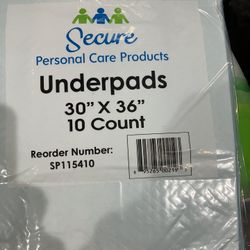 Secure
Personal Care Products
Underpads
30" X 36"
10 Count
Reorder Number:
SP115410